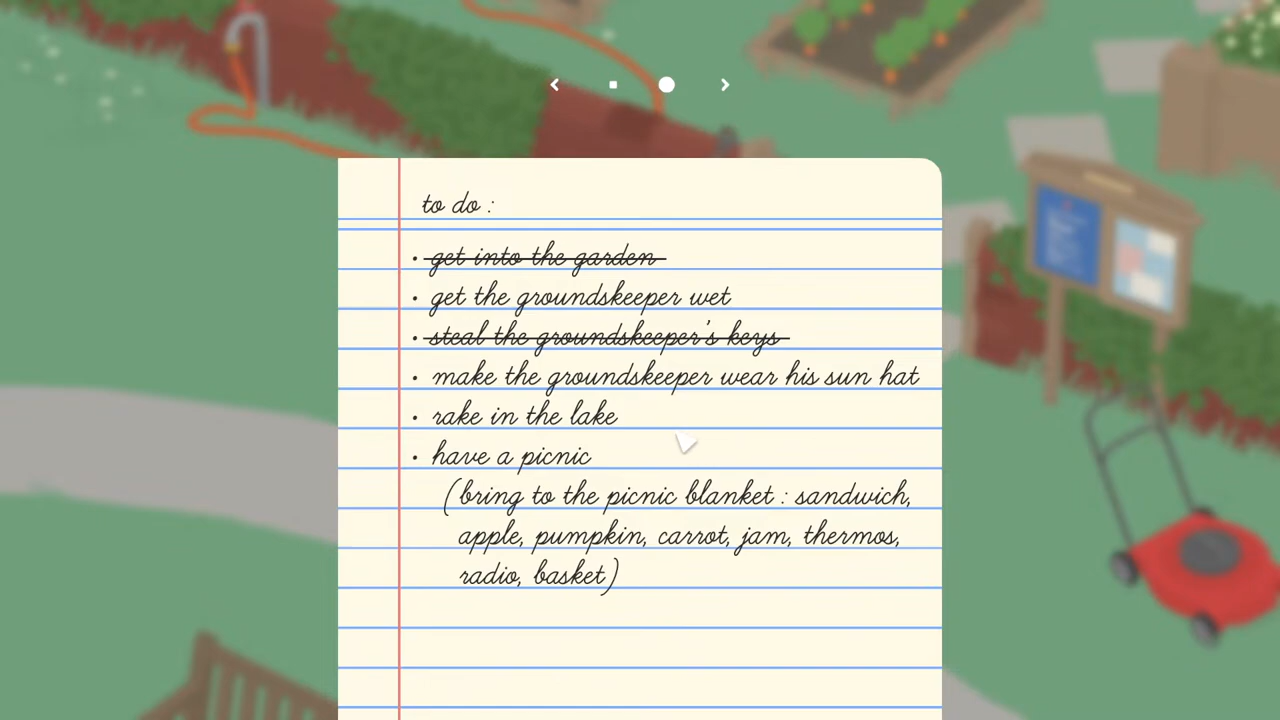 to do :
• get into the garden
• get the groundskeeper wet
• steal the groundskeeper's keys
• make the groundskeeper wear his sun hat
• rake in the lake
• have a picnic
(bring to the picnic blanket : sandwich,
apple, pumpkin, carrot, jam, thermos,
radio, basket)